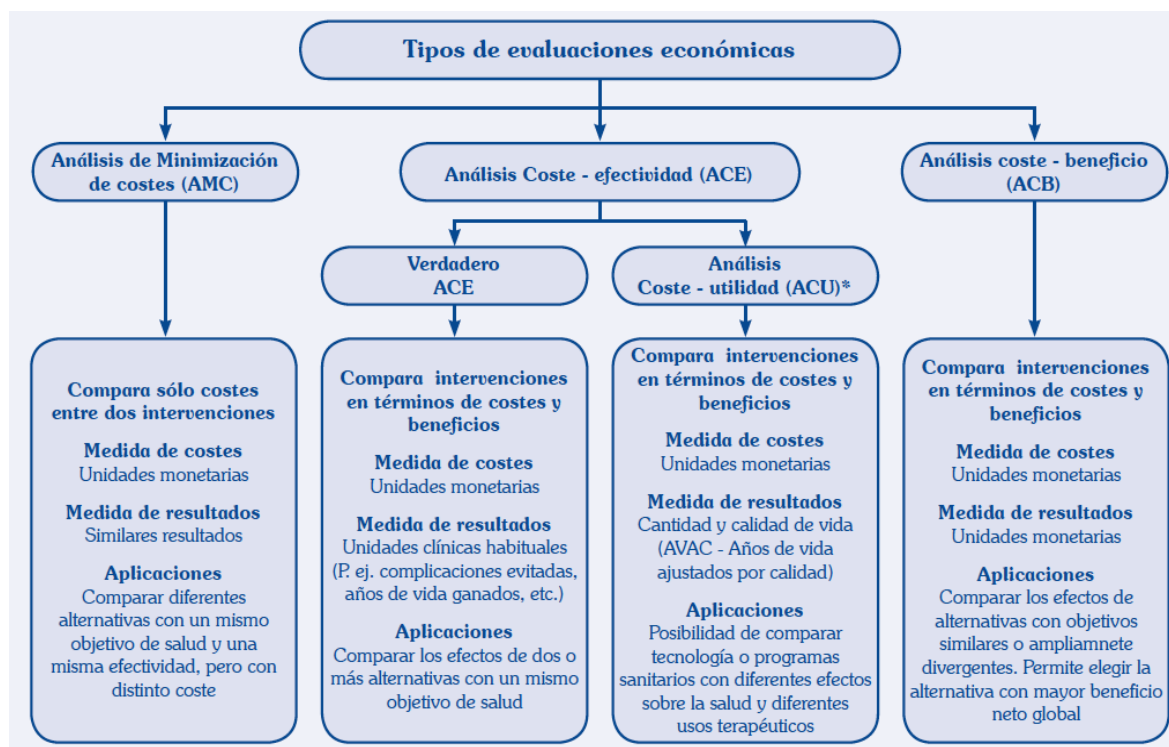 Tipos de evaluaciones económicas
Análisis de Minimización
de costes (AMC)
Análisis Coste - efectividad (ACE)
Análisis coste - beneficio
(ACB)
Verdadero
ACE
Análisis
Coste - utilidad (ACU)*
Compara sólo costes
entre dos intervenciones
Medida de costes
Unidades monetarias
Medida de resultados
Similares resultados
Aplicaciones
Comparar diferentes
alternativas con un mismo
objetivo de salud y una
misma efectividad, pero con
distinto coste
Compara intervenciones
en términos de costes y
beneficios
Medida de costes
Unidades monetarias
Medida de resultados
Unidades clínicas habituales
(P. ej. complicaciones evitadas,
años de vida ganados, etc.)
Aplicaciones
Comparar los efectos de dos o
más alternativas con un mismo
objetivo de salud
Compara intervenciones
en términos de costes y
beneficios
Medida de costes
Unidades monetarias
Medida de resultados
Cantidad y calidad de vida
(AVAC - Años de vida
ajustados por calidad)
Aplicaciones
Posibilidad de comparar
tecnología o programas
sanitarios con diferentes efectos
sobre la salud y diferentes
usos terapéuticos
Compara intervenciones
en términos de costes y
beneficios
Medida de costes
Unidades monetarias
Medida de resultados
Unidades monetarias
Aplicaciones
Comparar los efectos de
alternativas con objetivos
similares o ampliamnete
divergentes. Permite elegir la
alternativa con mayor beneficio
neto global